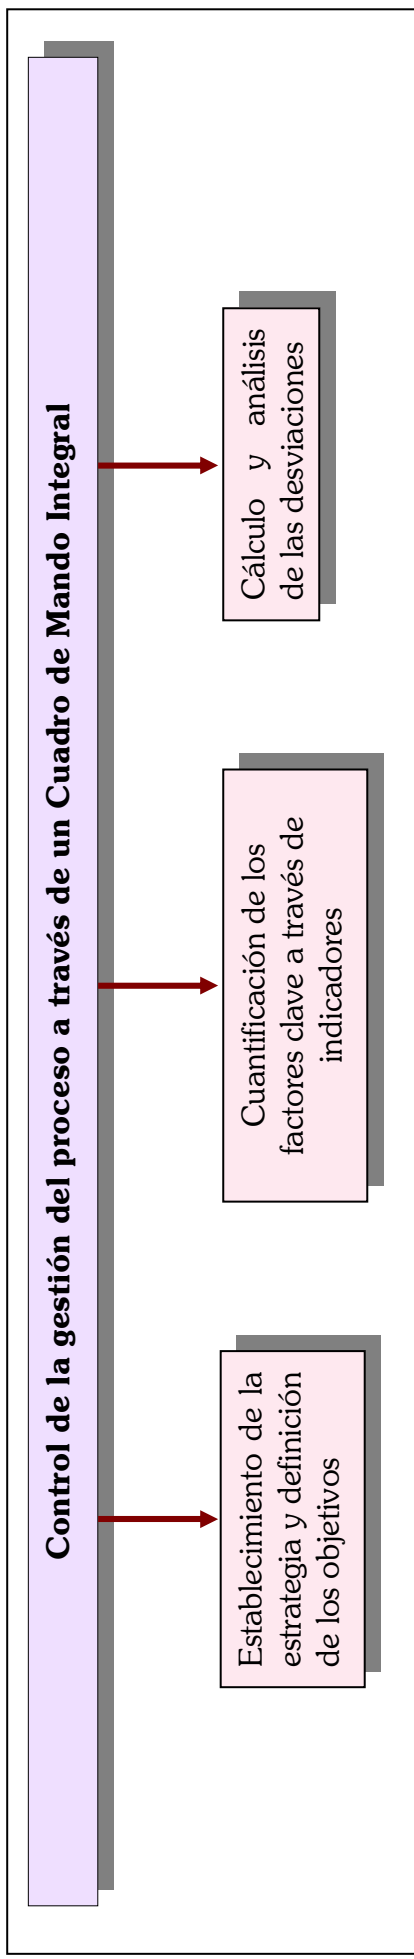 Control de la gestión del proceso a través de un Cuadro de Mando Integral
Establecimiento de la
estrategia y definición
de los objetivos
Cuantificación de los
factores clave a través de
indicadores
Cálculo y análisis
de las desviaciones